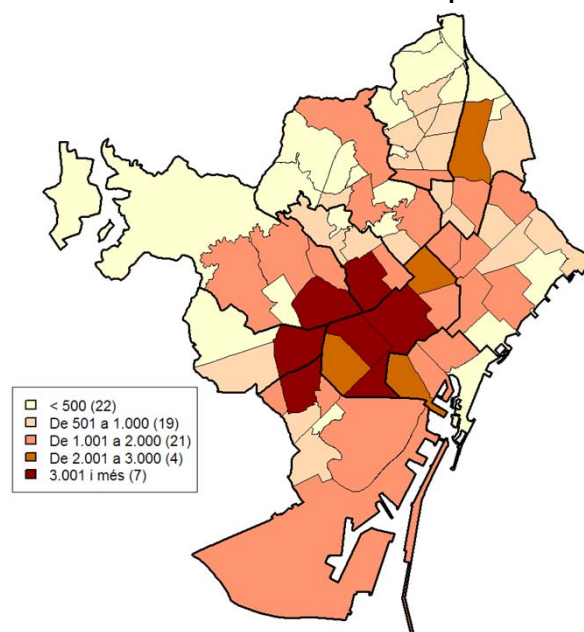 < 500 (22)
De 501 a 1.000 (19)
De 1.001 a 2.000 (21)
De 2.001 a 3.000 (4)
3.001 i més (7)